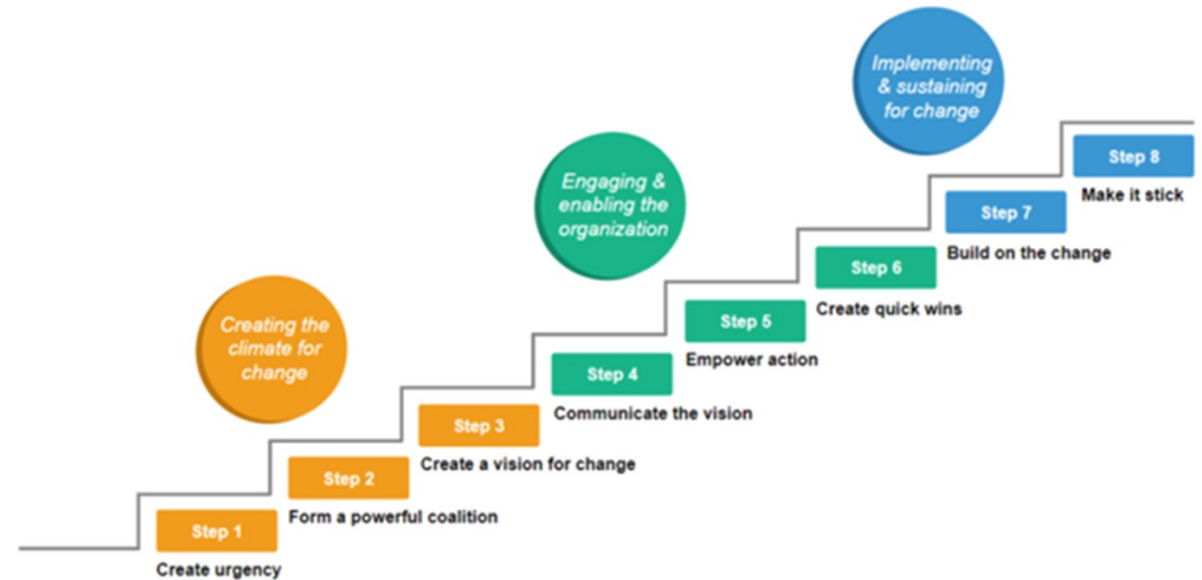 Implementing
& sustaining
for change
Step 8
Make it stick
Engaging &
enabling the
organization
Step 7
Build on the change
Step 6
Create quick wins
Creating the
climate for
change
Step 5
Empower action
Step 4
Communicate the vision
Step 3
Create a vision for change
Step 2
Form a powerful coalition
Step 1
Create urgency